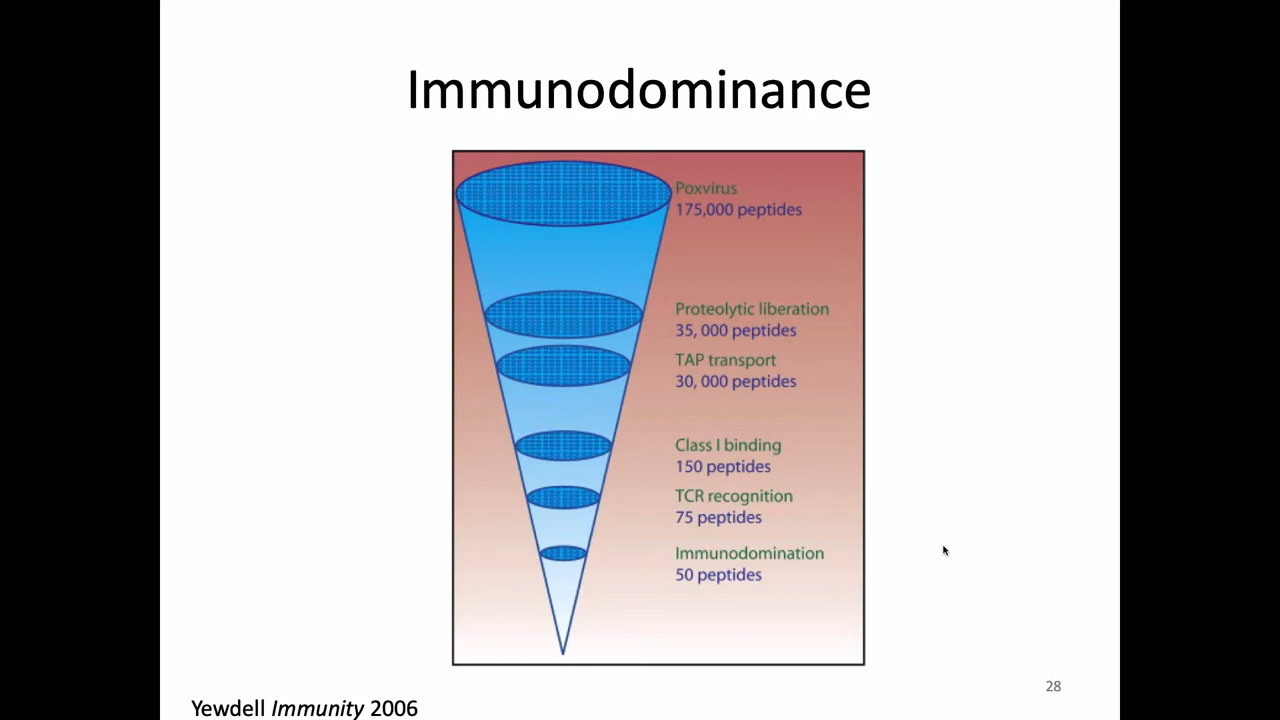 Immunodominance
Poxvirus
175,000 peptides
Proteolytic liberation
35, 000 peptides
TAP transport
30, 000 peptides
Class I binding
150 peptides
TCR recognition
75 peptides
Immunodomination
50 peptides
28
Yewdell Immunity 2006